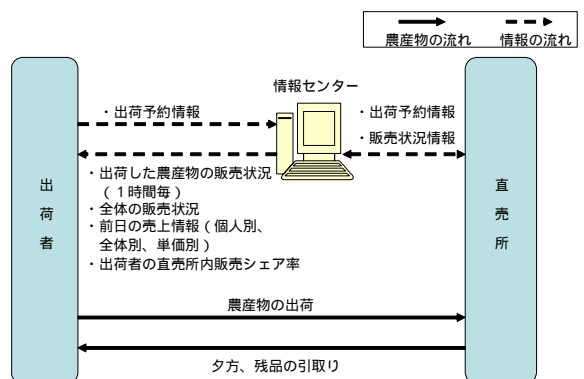 農産物の流れ
情報の流れ
情報センター
・出荷予約情報
・出荷予約情報
・販売状況情報
・出荷した農産物の販売状況
（１時間毎）
・全体の販売状況
・前日の売上情報（個人別、
全体別、単価別）
・出荷者の直売所内販売シェア率
出荷者
直売所
農産物の出荷
夕方、残品の引取り